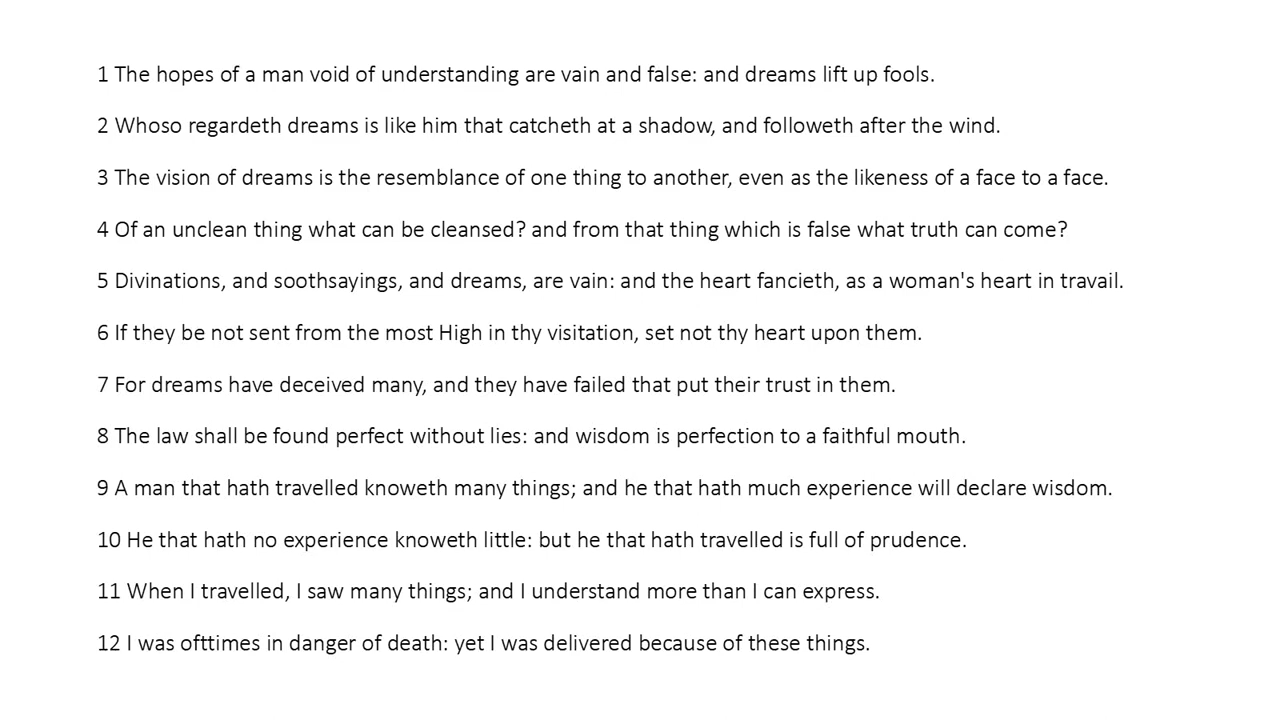 1 The hopes of a man void of understanding are vain and false: and dreams lift up fools.
2 Whoso regardeth dreams is like him that catcheth at a shadow, and followeth after the wind.
3 The vision of dreams is the resemblance of one thing to another, even as the likeness of a face to a face.
4 Of an unclean thing what can be cleansed? and from that thing which is false what truth can come?
5 Divinations, and soothsayings, and dreams, are vain: and the heart fancieth, as a woman's heart in travail.
6 If they be not sent from the most High in thy visitation, set not thy heart upon them.
7 For dreams have deceived many, and they have failed that put their trust in them.
8 The law shall be found perfect without lies: and wisdom is perfection to a faithful mouth.
9 A man that hath travelled knoweth many things; and he that hath much experience will declare wisdom.
10 He that hath no experience knoweth little: but he that hath travelled is full of prudence.
11 When I travelled, I saw many things; and I understand more than I can express.
12 I was ofttimes in danger of death: yet I was delivered because of these things.